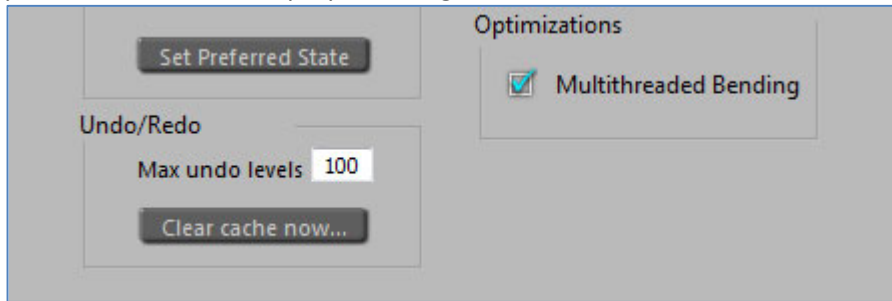 Set Preferred State
Undo/Redo
Max undo levels 100
Clear cache now...
Optimizations
Multithreaded Bending